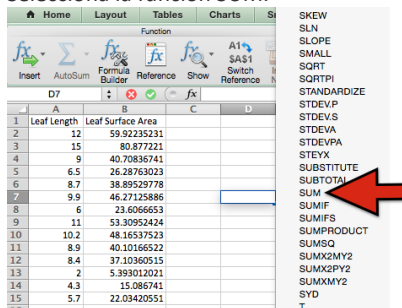 Home Layout Tables Charts
Function
Insert AutoSum Formula Builder Reference Show Switch Reference
A1
$A$1
D7 fx
A B C D
1 Leaf Length Leaf Surface Area
2 12 59.92235231
3 15 80.877221
4 9 40.70836741
5 6.5 26.28763023
6 8.7 38.89529778
7 9.9 46.27125886
8 6 23.6066653
9 11 53.30952424
10 10.2 48.16537523
11 8.9 40.10166522
12 8.4 37.10360515
13 2 5.393012021
14 4.3 15.086741
15 5.7 22.03420551
SKEW
SLN
SLOPE
SMALL
SQRT
SQRTPI
STANDARDIZE
STDEV.P
STDEV.S
STDEVA
STDEVPA
STEYX
SUBSTITUTE
SUBTOTAL
SUM
SUMIF
SUMIFS
SUMPRODUCT
SUMSQ
SUMX2MY2
SUMX2PY2
SUMXMY2
SYD
T